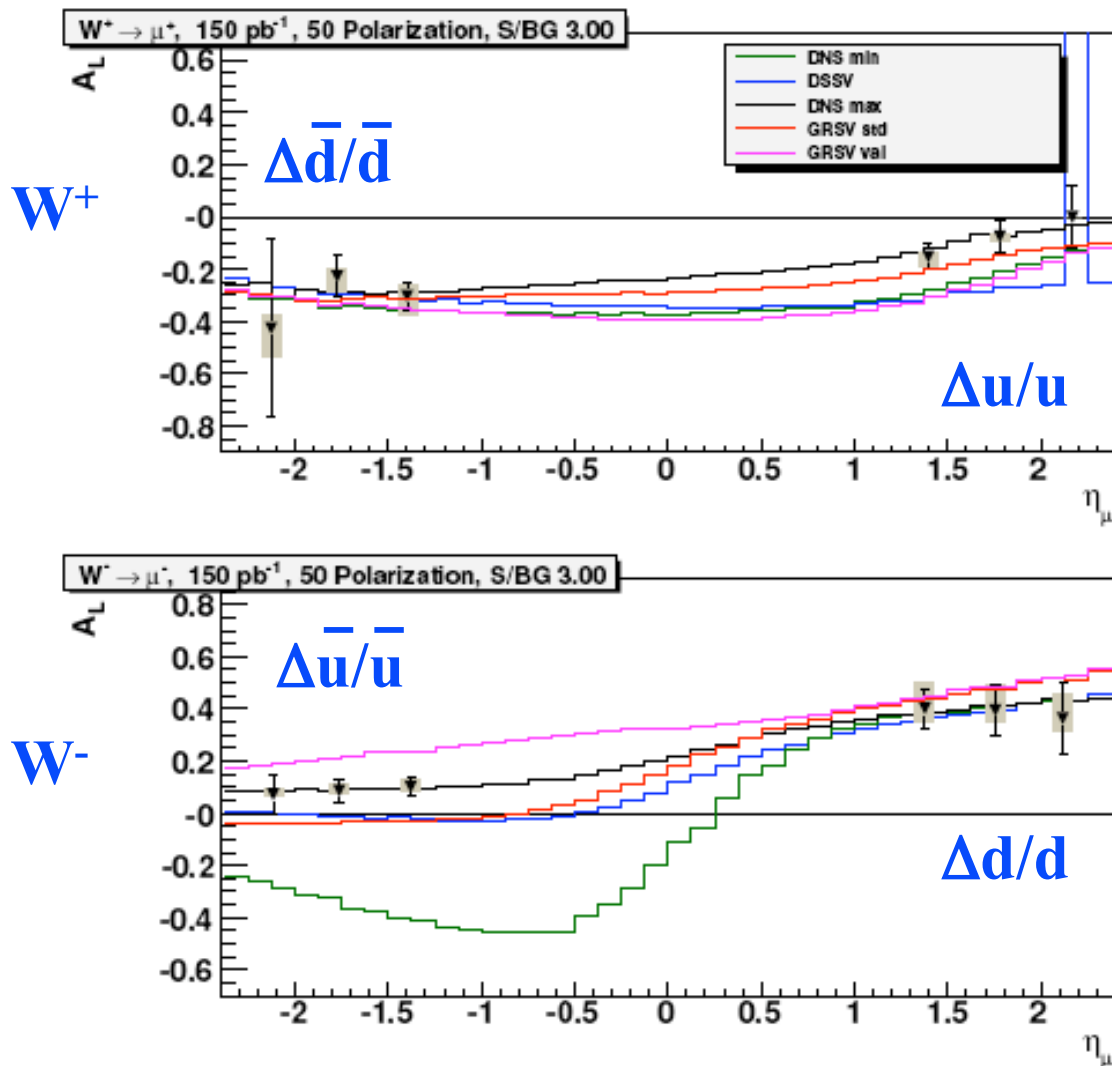 W⁺ → μ⁺, 150 pb⁻¹, 50 Polarization, S/BG 3.00
A_L
0.6
0.4
0.2
-0
-0.2
-0.4
-0.6
-0.8
DNS min
DSSV
DNS max
GRSV std
GRSV val
Δd̄/d̄
W⁺
Δu/u
-2 -1.5 -1 -0.5 0 0.5 1 1.5 2
η_μ
W⁻ → μ⁻, 150 pb⁻¹, 50 Polarization, S/BG 3.00
A_L
0.8
0.6
0.4
0.2
-0
-0.2
-0.4
-0.6
Δū/ū
W⁻
Δd/d
-2 -1.5 -1 -0.5 0 0.5 1 1.5 2
η_μ